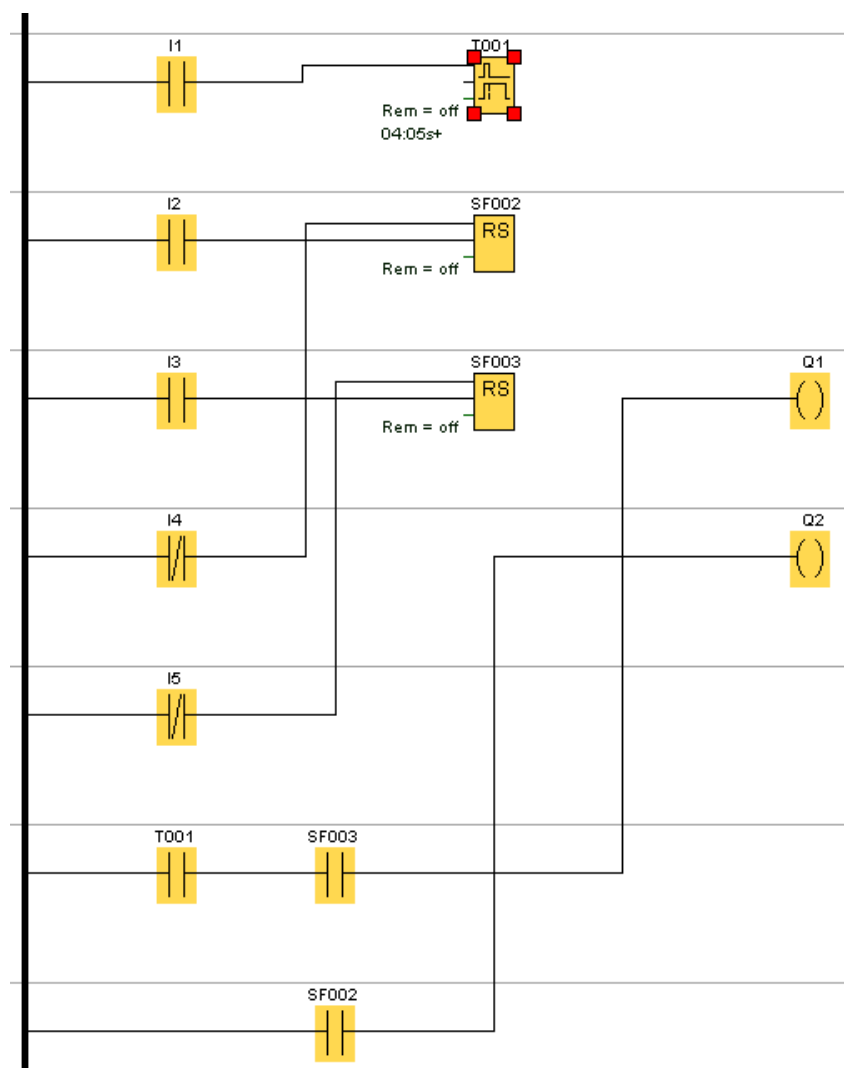 I1
T001
Rem = off
04:05s+
I2
SF002
RS
Rem = off
I3
SF003
Q1
RS
Rem = off
I4
Q2
I5
T001
SF003
SF002